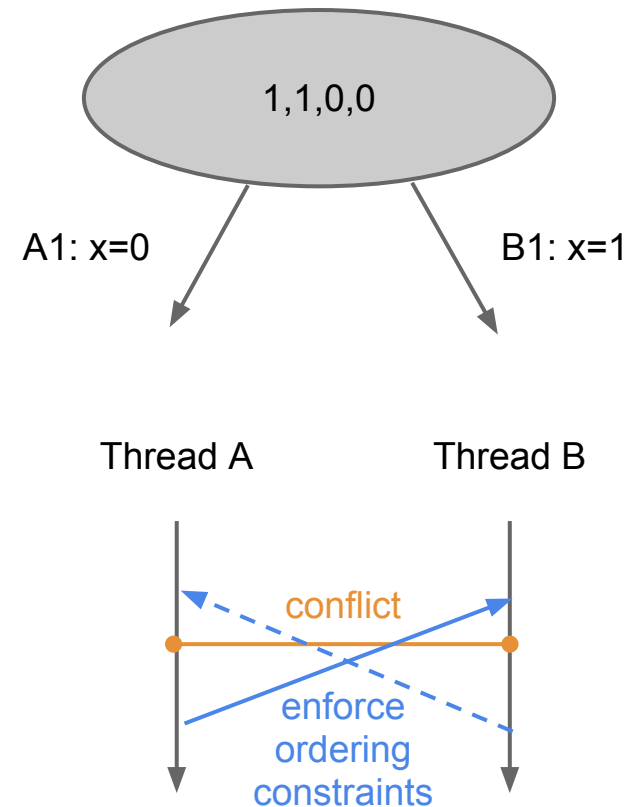 1,1,0,0
A1: x=0
B1: x=1
Thread A
Thread B
conflict
enforce
ordering
constraints